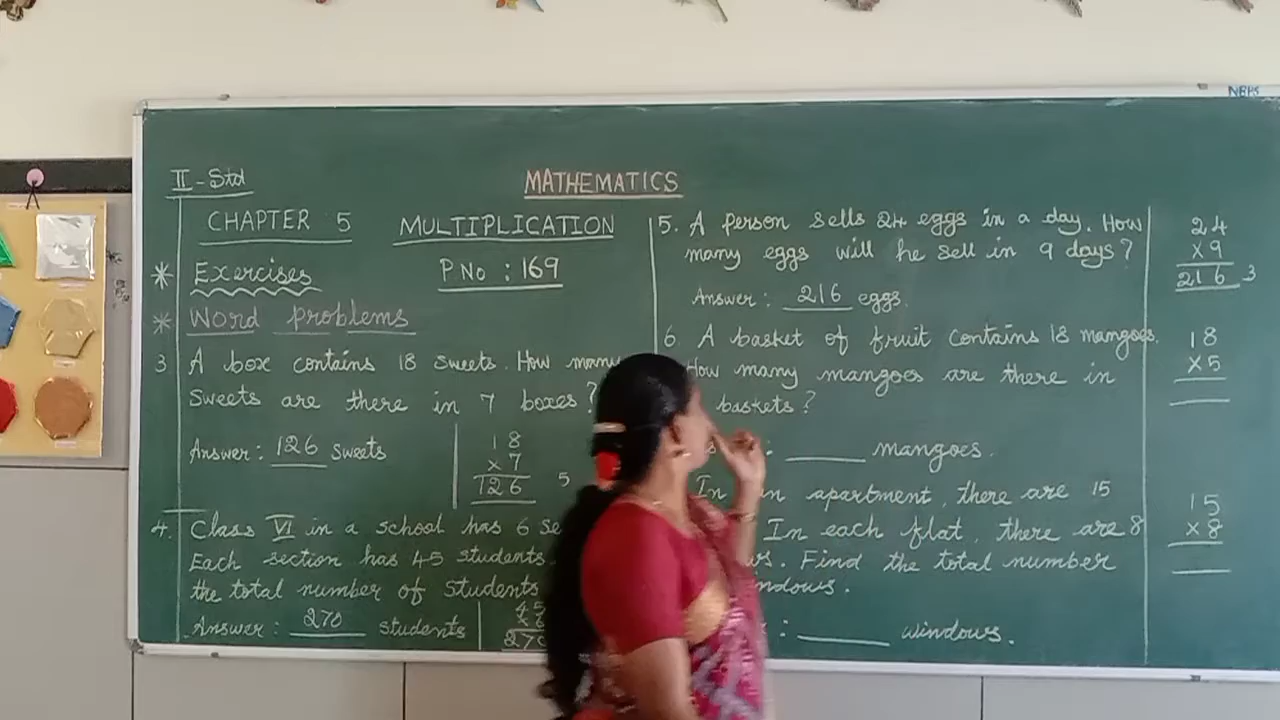 NBPS
II - Std
MATHEMATICS
CHAPTER 5 MULTIPLICATION
* Exercises P NO : 169
* Word problems
3 A box contains 18 sweets. How many
Sweets are there in 7 boxes?
Answer : 126 sweets
18
x 7
126 5
4. Class VI in a school has 6
Each section has 45 students.
the total number of students
Answer : 270 students
45
270
5. A person sells 24 eggs in a day. How
many eggs will he sell in 9 days?
Answer : 216 eggs.
24
x 9
216 3
6 A basket of fruit contains 18 mangoes.
How many mangoes are there in
baskets?
: ____ mangoes.
18
x 5
In an apartment, there are 15
In each flat, there are 8
Find the total number
: ____ windows.
15
x 8